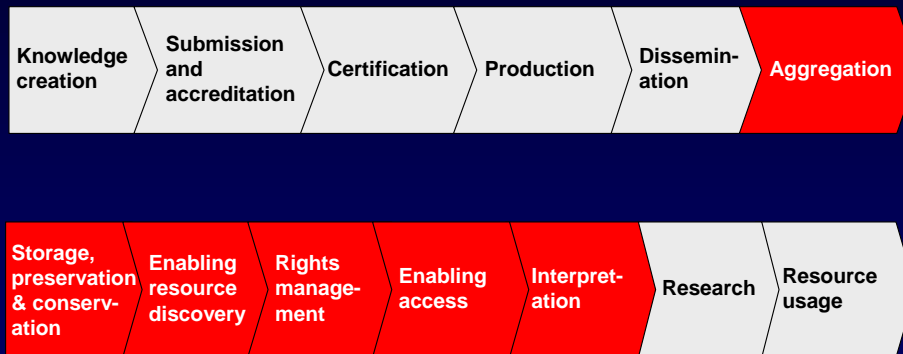 Knowledge
creation
Submission
and
accreditation
Certification
Production
Dissemin-
ation
Aggregation
Storage,
preservation
& conserv-
ation
Enabling
resource
discovery
Rights
manage-
ment
Enabling
access
Interpret-
ation
Research
Resource
usage